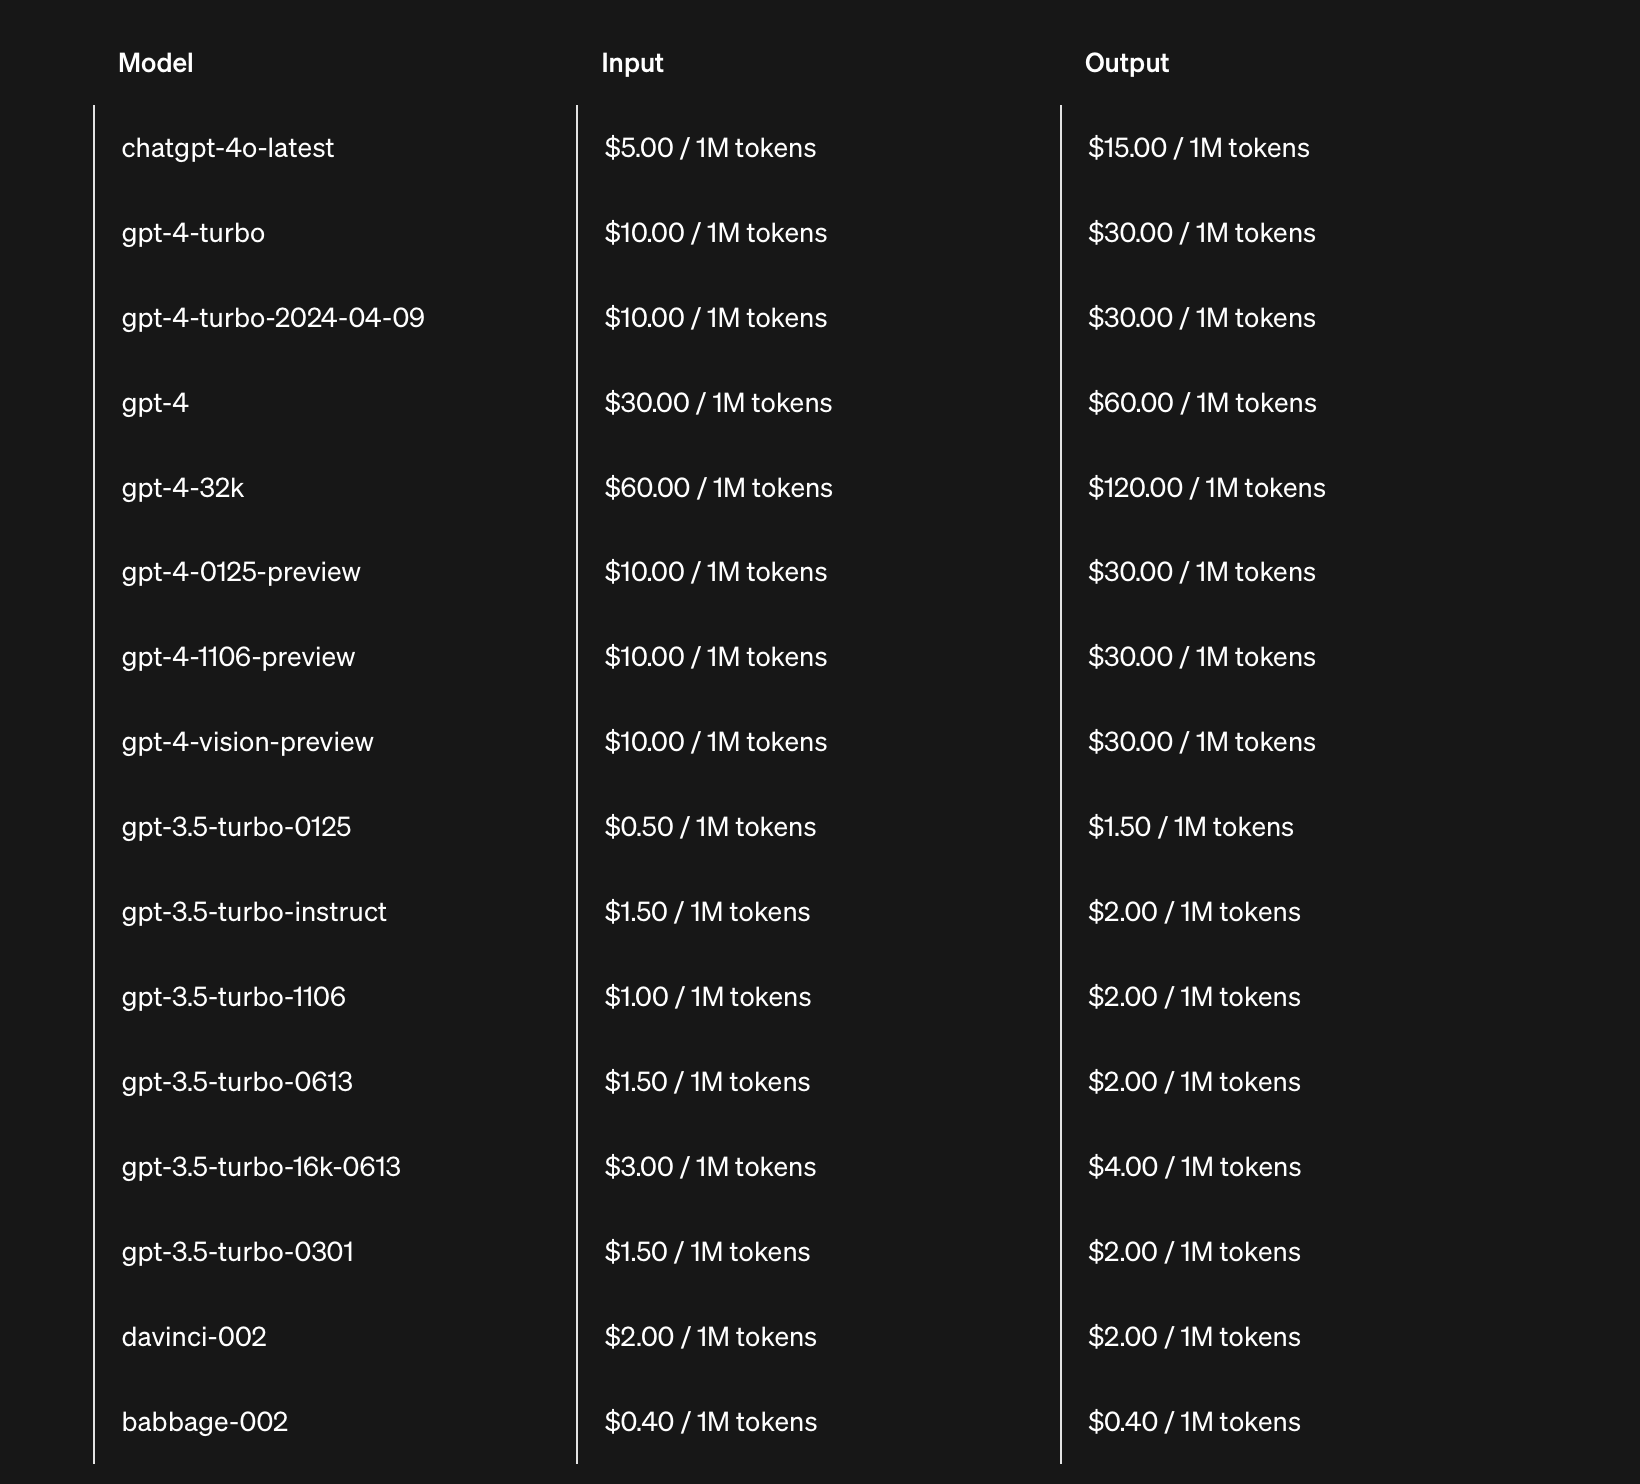 Model Input Output
chatgpt-4o-latest $5.00 / 1M tokens $15.00 / 1M tokens
gpt-4-turbo $10.00 / 1M tokens $30.00 / 1M tokens
gpt-4-turbo-2024-04-09 $10.00 / 1M tokens $30.00 / 1M tokens
gpt-4 $30.00 / 1M tokens $60.00 / 1M tokens
gpt-4-32k $60.00 / 1M tokens $120.00 / 1M tokens
gpt-4-0125-preview $10.00 / 1M tokens $30.00 / 1M tokens
gpt-4-1106-preview $10.00 / 1M tokens $30.00 / 1M tokens
gpt-4-vision-preview $10.00 / 1M tokens $30.00 / 1M tokens
gpt-3.5-turbo-0125 $0.50 / 1M tokens $1.50 / 1M tokens
gpt-3.5-turbo-instruct $1.50 / 1M tokens $2.00 / 1M tokens
gpt-3.5-turbo-1106 $1.00 / 1M tokens $2.00 / 1M tokens
gpt-3.5-turbo-0613 $1.50 / 1M tokens $2.00 / 1M tokens
gpt-3.5-turbo-16k-0613 $3.00 / 1M tokens $4.00 / 1M tokens
gpt-3.5-turbo-0301 $1.50 / 1M tokens $2.00 / 1M tokens
davinci-002 $2.00 / 1M tokens $2.00 / 1M tokens
babbage-002 $0.40 / 1M tokens $0.40 / 1M tokens